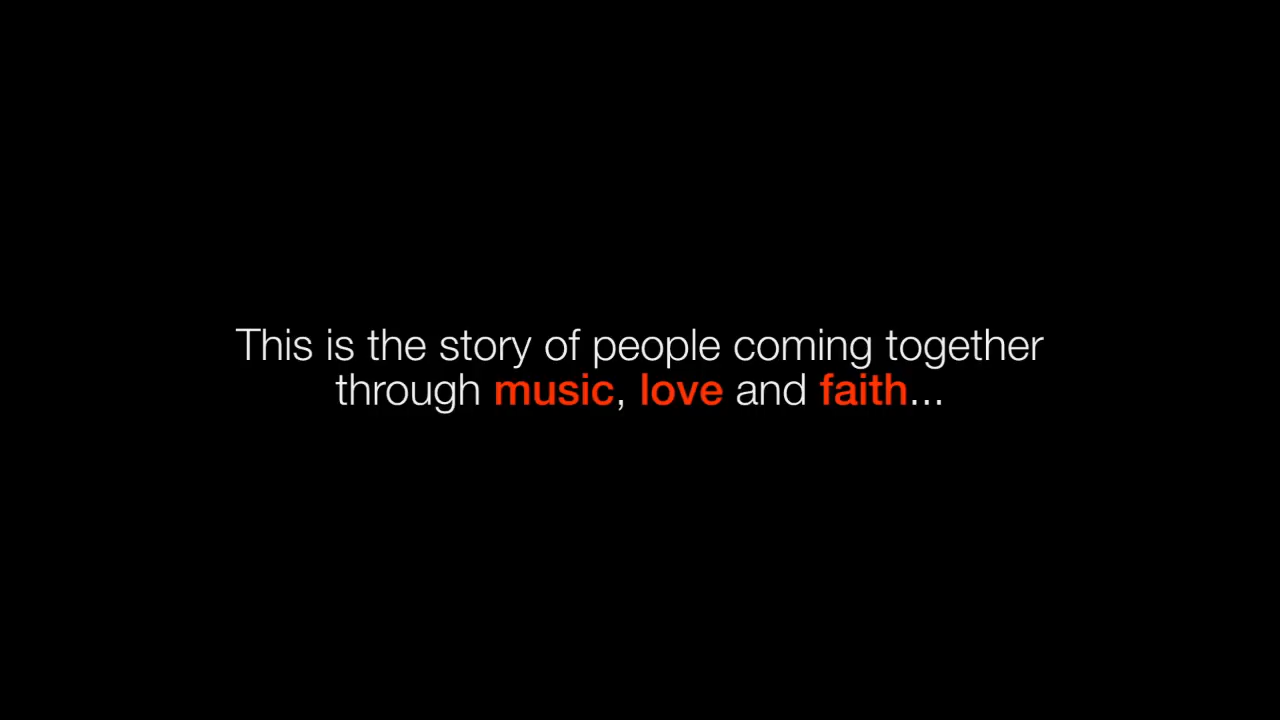 This is the story of people coming together
through music, love and faith...